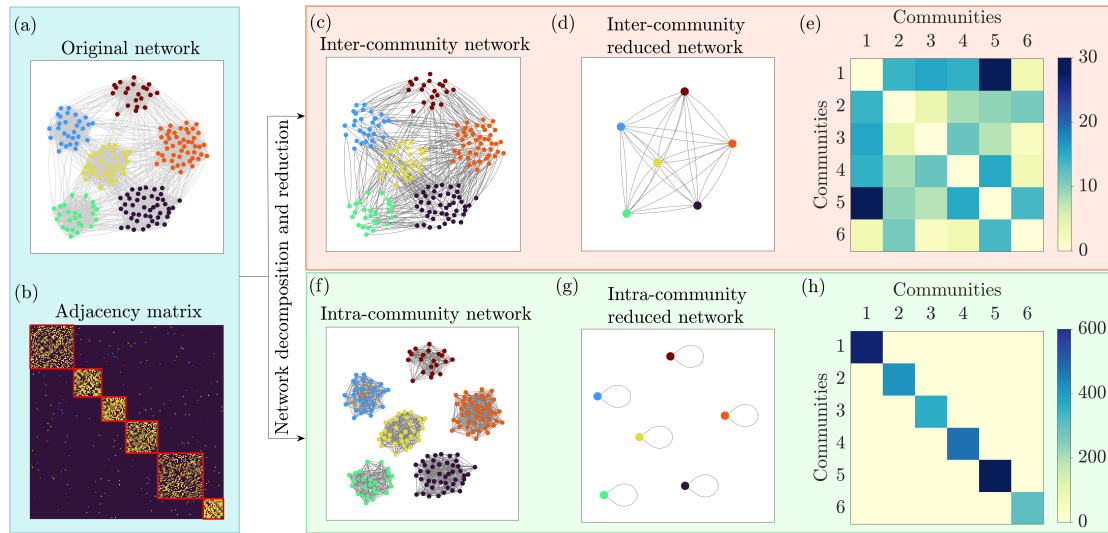 (a)
Original network
(b)
Adjacency matrix
Network decomposition and reduction
(c)
Inter-community network
(d)
Inter-community
reduced network
(e)
Communities
1 2 3 4 5 6
Communities
1
2
3
4
5
6
30
20
10
0
(f)
Intra-community network
(g)
Intra-community
reduced network
(h)
Communities
1 2 3 4 5 6
Communities
1
2
3
4
5
6
600
400
200
0